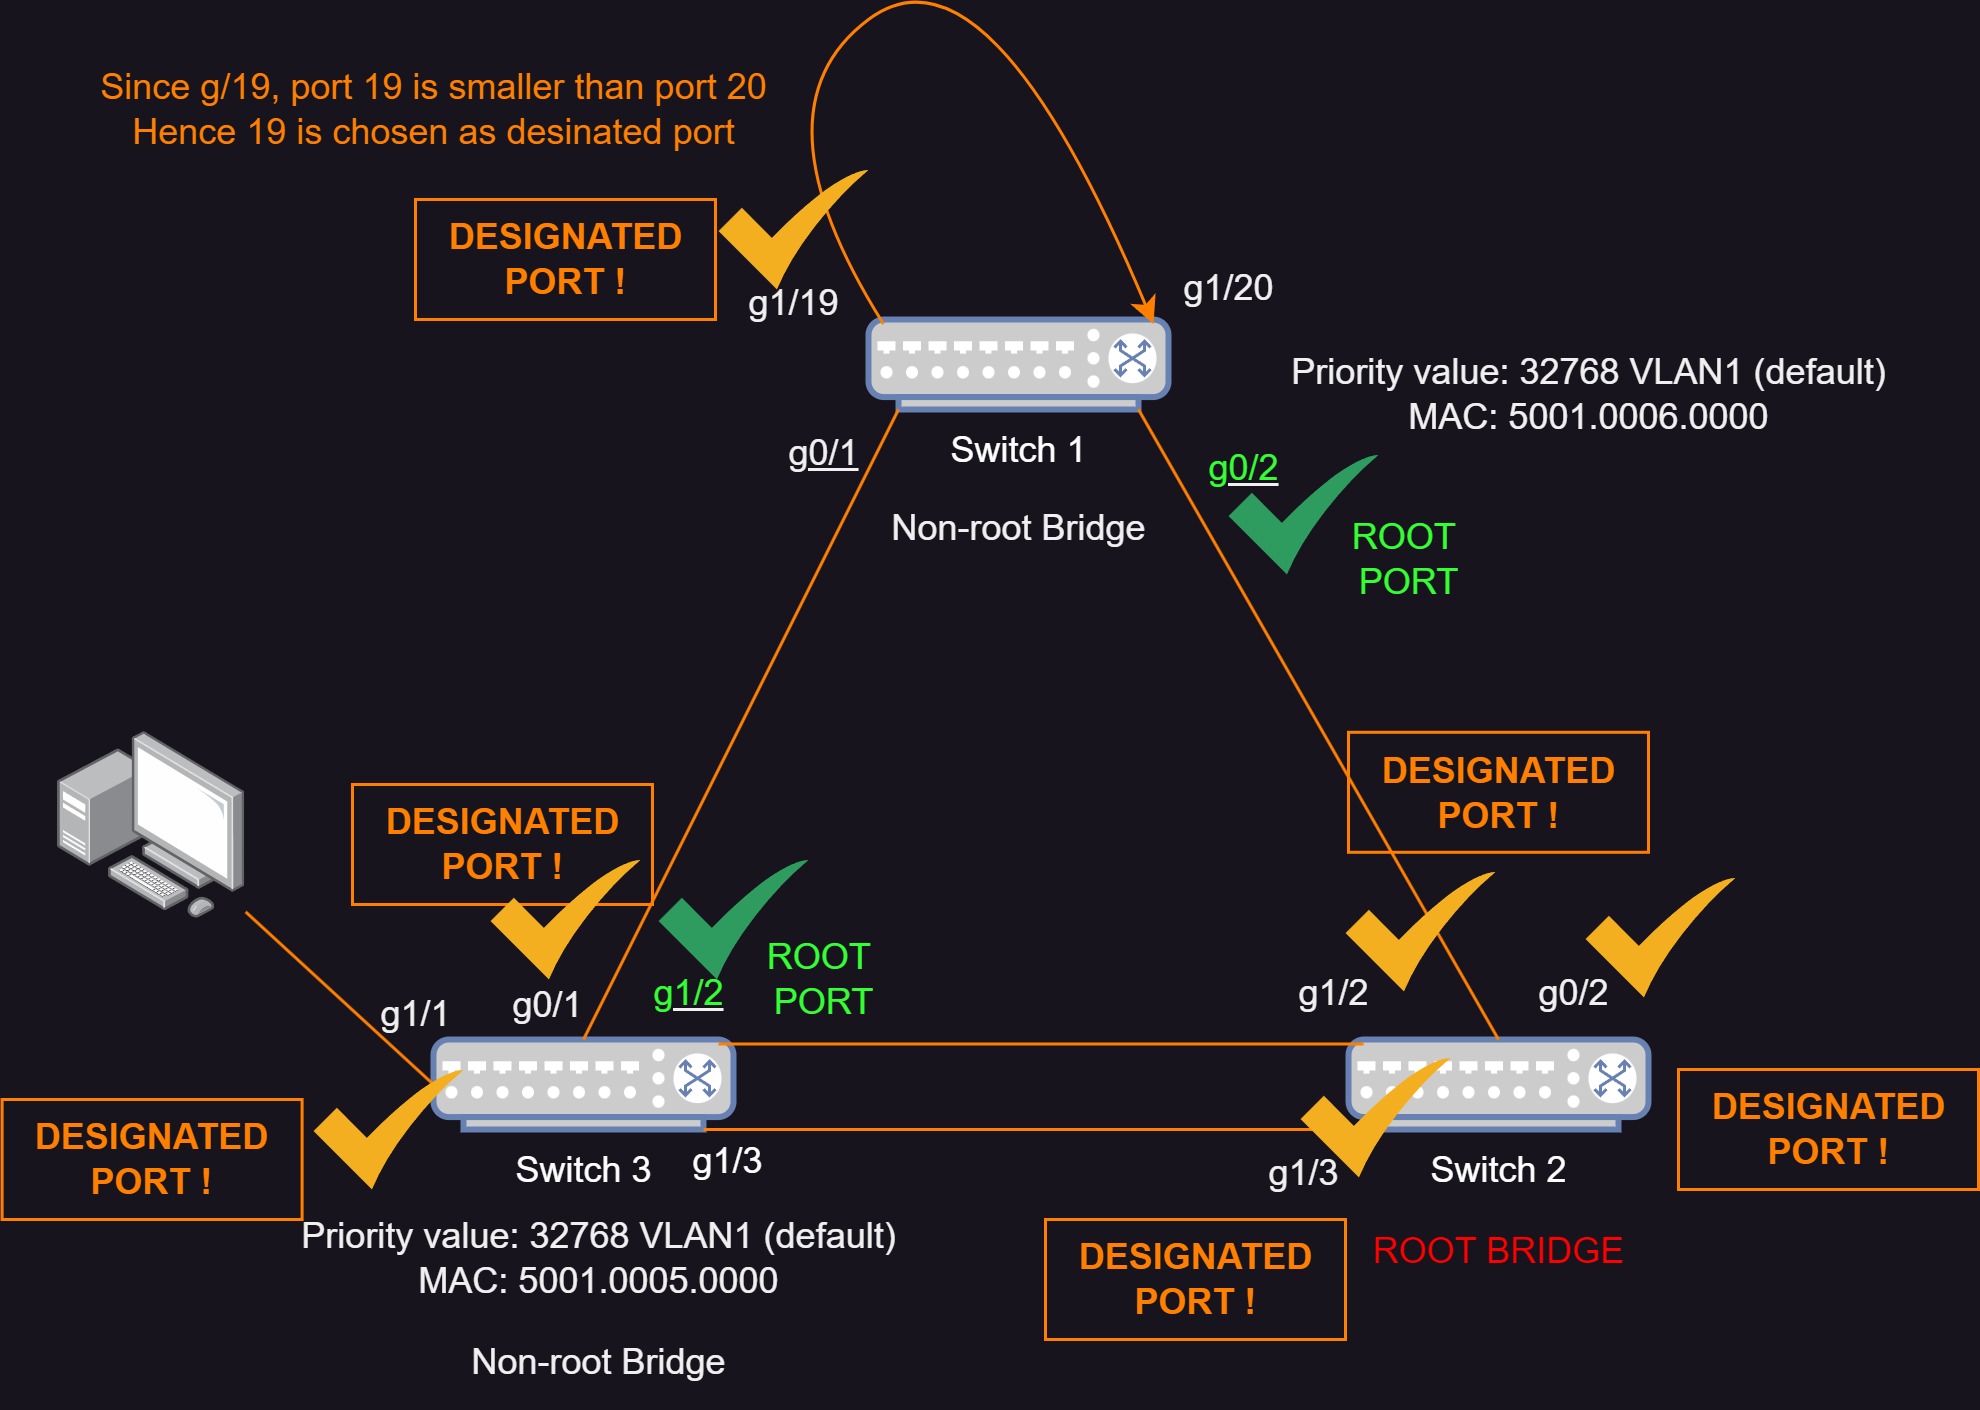 Since g/19, port 19 is smaller than port 20
Hence 19 is chosen as desinated port
DESIGNATED
PORT !
g1/19
g1/20
Priority value: 32768 VLAN1 (default)
MAC: 5001.0006.0000
g0/1
Switch 1
g0/2
Non-root Bridge
ROOT
PORT
DESIGNATED
PORT !
DESIGNATED
PORT !
ROOT
PORT
g1/1
g0/1
g1/2
g1/2
g0/2
DESIGNATED
PORT !
DESIGNATED
PORT !
Switch 3
g1/3
g1/3
Switch 2
Priority value: 32768 VLAN1 (default)
MAC: 5001.0005.0000
DESIGNATED
PORT !
ROOT BRIDGE
Non-root Bridge